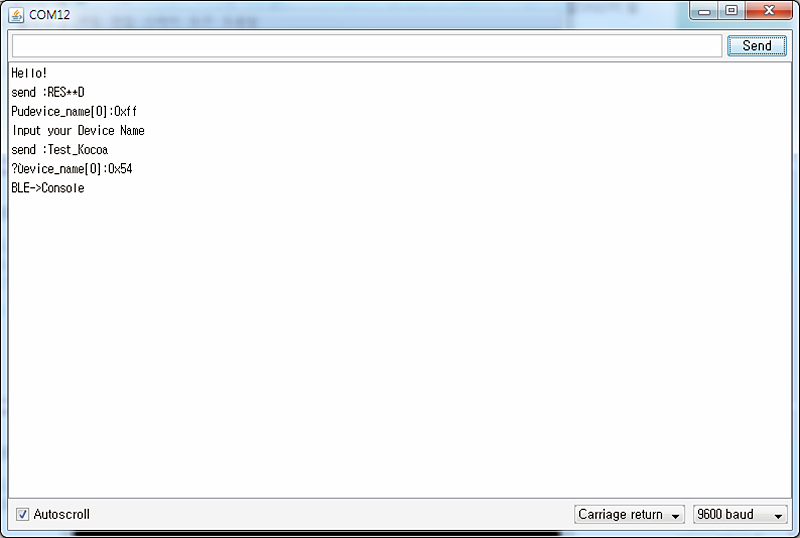 COM12
Send
Hello!
send :RES**D
Pudevice_name[0]:0xff
Input your Device Name
send :Test_Kocoa
?Ùevice_name[0]:0x54
BLE->Console
Autoscroll
Carriage return
9600 baud